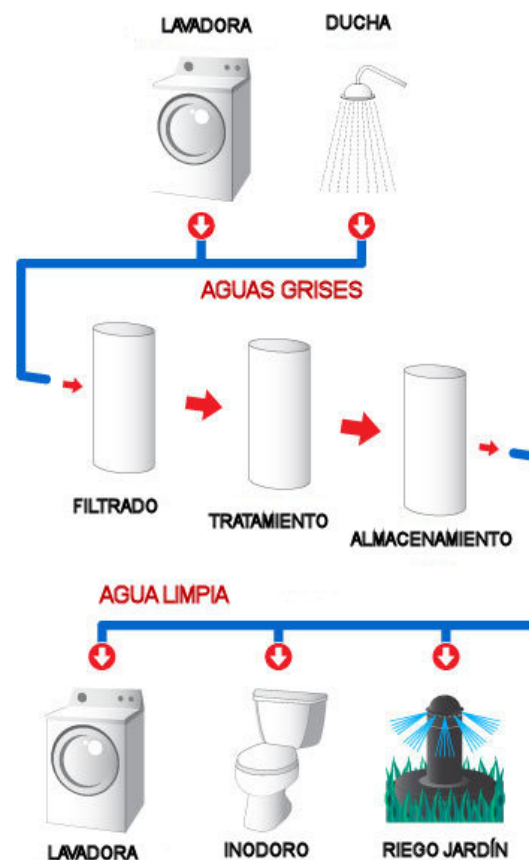 LAVADORA
DUCHA
AGUAS GRISES
FILTRADO
TRATAMIENTO
ALMACENAMIENTO
AGUA LIMPIA
LAVADORA
INODORO
RIEGO JARDÍN